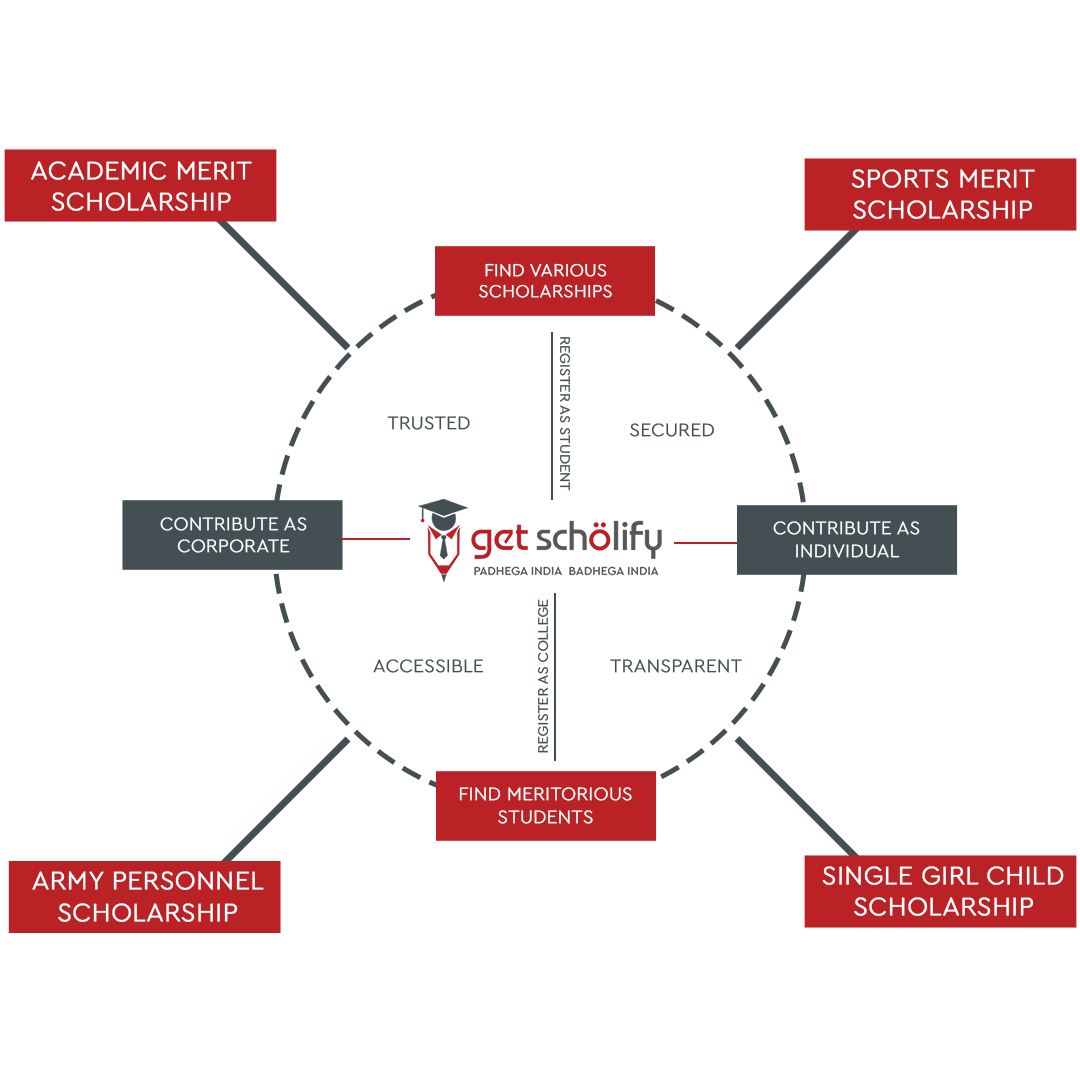 ACADEMIC MERIT
SCHOLARSHIP
SPORTS MERIT
SCHOLARSHIP
FIND VARIOUS
SCHOLARSHIPS
REGISTER AS STUDENT
TRUSTED
SECURED
CONTRIBUTE AS
CORPORATE
get schölify
PADHEGA INDIA BADHEGA INDIA
CONTRIBUTE AS
INDIVIDUAL
REGISTER AS COLLEGE
ACCESSIBLE
TRANSPARENT
FIND MERITORIOUS
STUDENTS
ARMY PERSONNEL
SCHOLARSHIP
SINGLE GIRL CHILD
SCHOLARSHIP